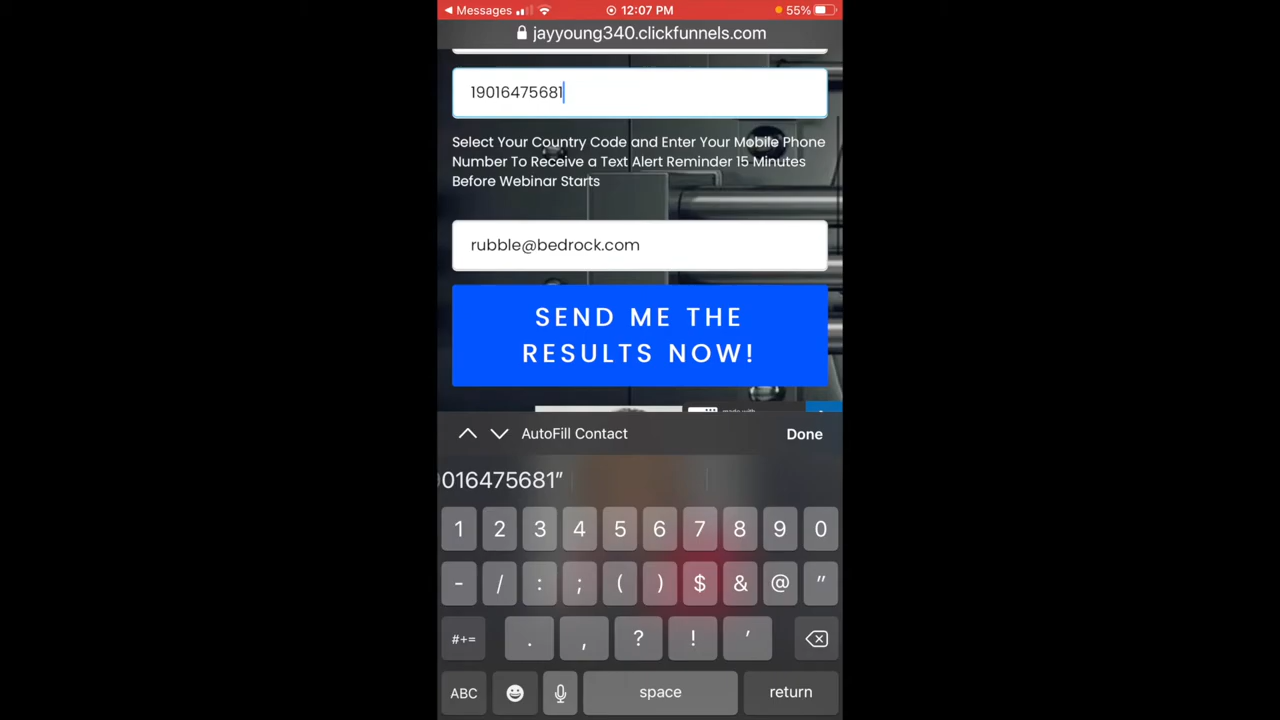 Messages 12:07 PM 55%
jayyoung340.clickfunnels.com
19016475681
Select Your Country Code and Enter Your Mobile Phone
Number To Receive a Text Alert Reminder 15 Minutes
Before Webinar Starts
rubble@bedrock.com
SEND ME THE
RESULTS NOW!
made with
AutoFill Contact Done
016475681"
1 2 3 4 5 6 7 8 9 0
- / : ; ( ) $ & @ "
#+= . , ? ! '
ABC space return